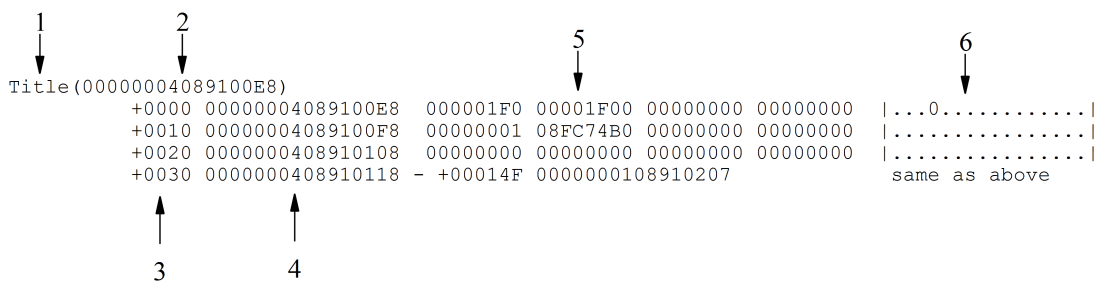 1 2 5 6
Title(00000004089100E8)
+0000 00000004089100E8 000001F0 00001F00 00000000 00000000 |...0............|
+0010 00000004089100F8 00000001 08FC74B0 00000000 00000000 |................|
+0020 0000000408910108 00000000 00000000 00000000 00000000 |................|
+0030 0000000408910118 - +00014F 0000000108910207 same as above
3 4